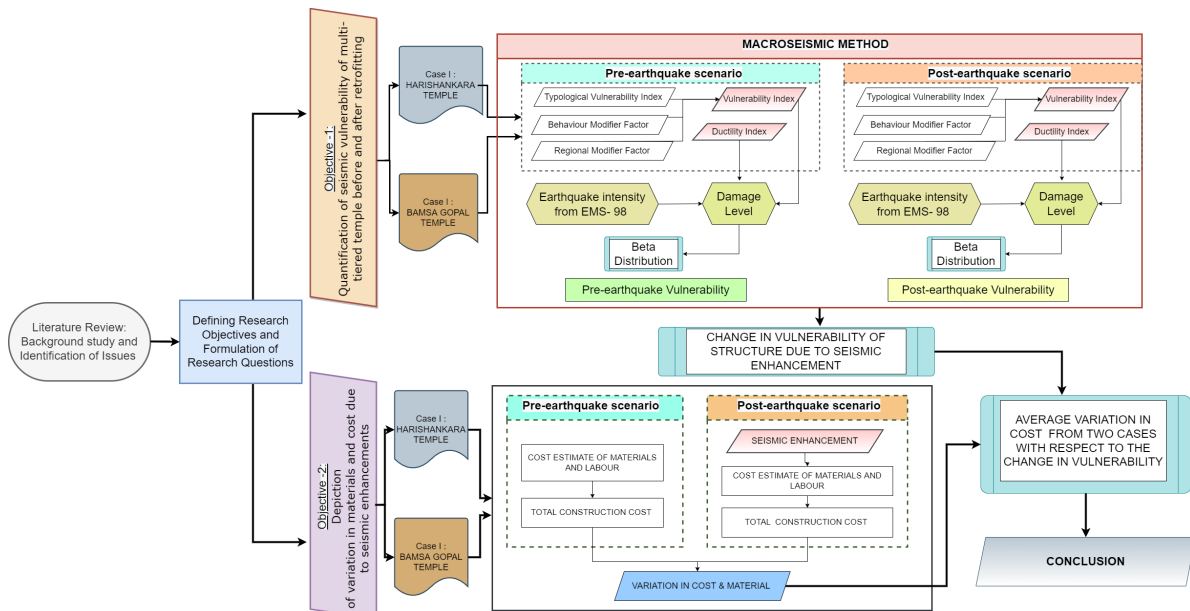 Literature Review:
Background study and
Identification of Issues
Defining Research
Objectives and
Formulation of
Research Questions
Objective -1:
Quantification of seismic vulnerability of multi-
tiered temple before and after retrofitting
Case I :
HARISHANKARA
TEMPLE
Case I :
BAMSA GOPAL
TEMPLE
MACROSEISMIC METHOD
Pre-earthquake scenario
Typological Vulnerability Index
Vulnerability Index
Behaviour Modifier Factor
Ductility Index
Regional Modifier Factor
Earthquake intensity
from EMS- 98
Damage
Level
Beta
Distribution
Pre-earthquake Vulnerability
Post-earthquake scenario
Typological Vulnerability Index
Vulnerability Index
Behaviour Modifier Factor
Ductility Index
Regional Modifier Factor
Earthquake intensity
from EMS- 98
Damage
Level
Beta
Distribution
Post-earthquake Vulnerability
CHANGE IN VULNERABILITY OF
STRUCTURE DUE TO SEISMIC
ENHANCEMENT
Objective -2:
Depiction
of variation in materials and cost due
to seismic enhancements
Case I :
HARISHANKARA
TEMPLE
Case I :
BAMSA GOPAL
TEMPLE
Pre-earthquake scenario
COST ESTIMATE OF MATERIALS
AND LABOUR
TOTAL CONSTRUCTION COST
Post-earthquake scenario
SEISMIC ENHANCEMENT
COST ESTIMATE OF MATERIALS AND
LABOUR
TOTAL CONSTRUCTION COST
VARIATION IN COST & MATERIAL
AVERAGE VARIATION IN
COST FROM TWO CASES
WITH RESPECT TO THE
CHANGE IN VULNERABILITY
CONCLUSION